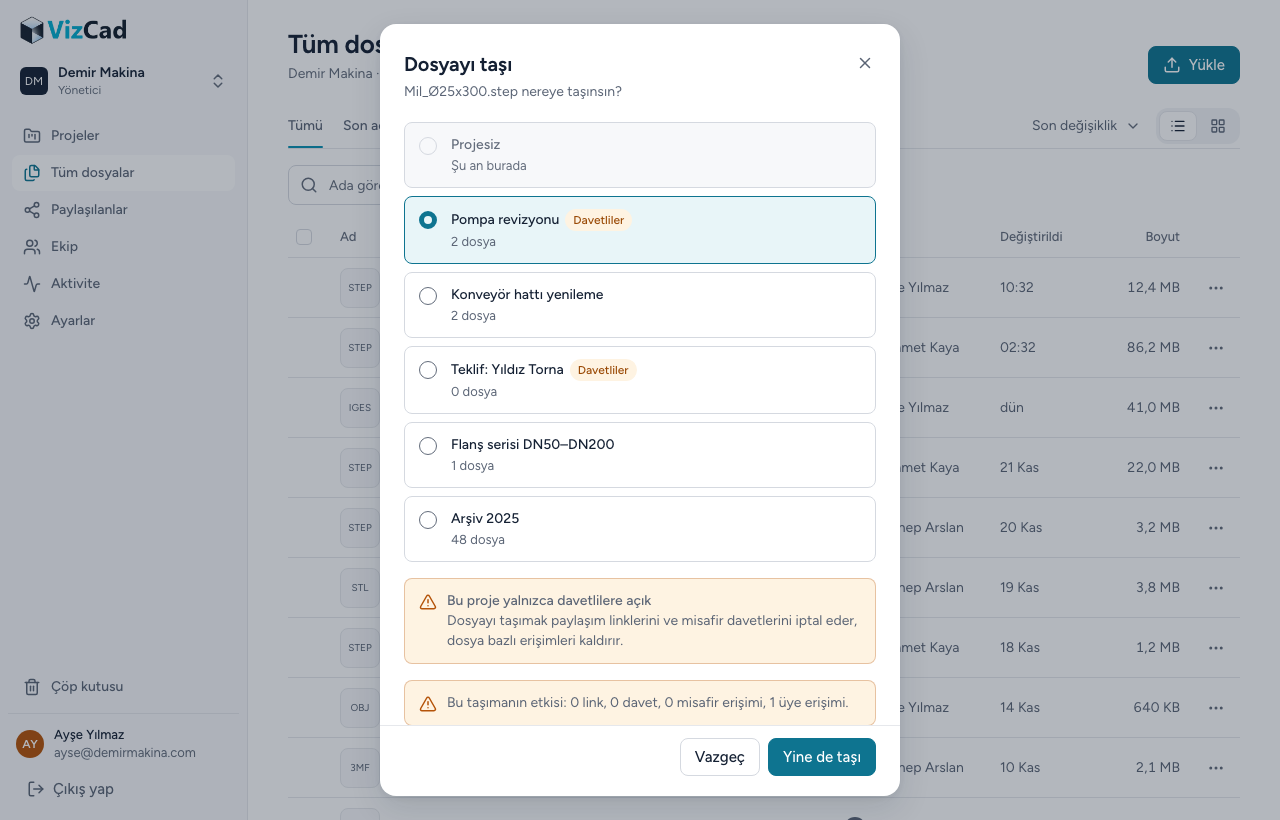 VizCad
DM
Demir Makina
Yönetici
Projeler
Tüm dosyalar
Paylaşılanlar
Ekip
Aktivite
Ayarlar
Çöp kutusu
AY
Ayşe Yılmaz
ayse@demirmakina.com
Çıkış yap
Tüm
Demir Makina ·
Yükle
Tümü
Son
Son değişiklik
Ada
Ad
Değiştirildi
Boyut
STEP
Yılmaz
10:32
12,4 MB
STEP
Kaya
02:32
86,2 MB
IGES
Yılmaz
dün
41,0 MB
STEP
Kaya
21 Kas
22,0 MB
STEP
Arslan
20 Kas
3,2 MB
STL
Arslan
19 Kas
3,8 MB
STEP
Kaya
18 Kas
1,2 MB
OBJ
Yılmaz
14 Kas
640 KB
3MF
Arslan
10 Kas
2,1 MB
Dosyayı taşı
Mil_Ø25x300.step nereye taşınsın?
Projesiz
Şu an burada
Pompa revizyonu Davetliler
2 dosya
Konveyör hattı yenileme
2 dosya
Teklif: Yıldız Torna Davetliler
0 dosya
Flanş serisi DN50–DN200
1 dosya
Arşiv 2025
48 dosya
Bu proje yalnızca davetlilere açık
Dosyayı taşımak paylaşım linklerini ve misafir davetlerini iptal eder,
dosya bazlı erişimleri kaldırır.
Bu taşımanın etkisi: 0 link, 0 davet, 0 misafir erişimi, 1 üye erişimi.
Vazgeç
Yine de taşı